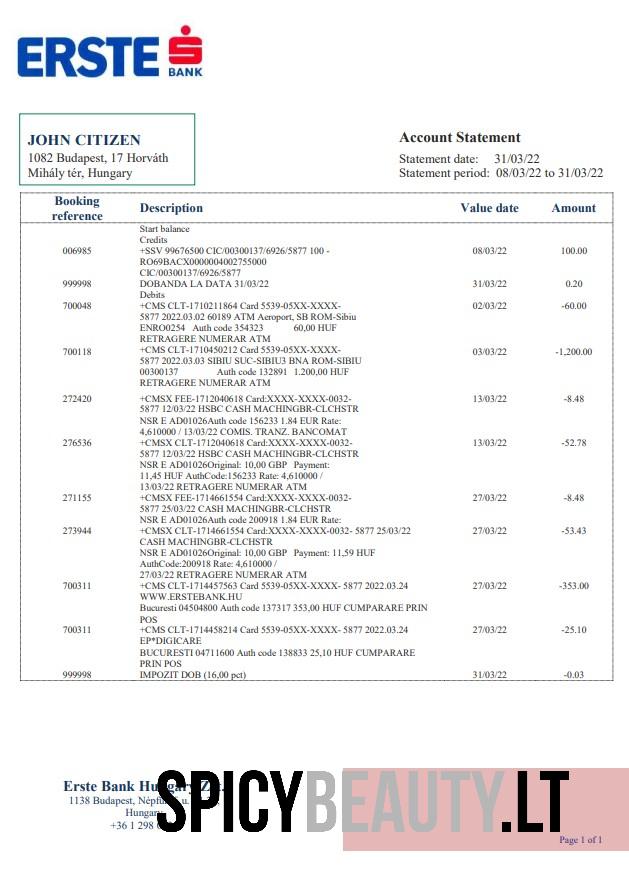 ERSTE
BANK
JOHN CITIZEN
1082 Budapest, 17 Horváth
Mihály tér, Hungary
Account Statement
Statement date: 31/03/22
Statement period: 08/03/22 to 31/03/22
Booking reference Description Value date Amount
Start balance
Credits
006985 +SSV 99676500 CIC/00300137/6926/5877 100 - 08/03/22 100.00
RO69BACX0000004002755000
CIC/00300137/6926/5877
999998 DOBANDA LA DATA 31/03/22 31/03/22 0.20
Debits
700048 +CMS CLT-1710211864 Card 5539-05XX-XXXX- 02/03/22 -60.00
5877 2022.03.02 60189 ATM Aeroport, SB ROM-Sibiu
ENRO0254 Auth code 354323 60,00 HUF
RETRAGERE NUMERAR ATM
700118 +CMS CLT-1710450212 Card 5539-05XX-XXXX- 03/03/22 -1,200.00
5877 2022.03.03 SIBIU SUC-SIBIU3 BNA ROM-SIBIU
00300137 Auth code 132891 1.200,00 HUF
RETRAGERE NUMERAR ATM
272420 +CMSX FEE-1712040618 Card:XXXX-XXXX-0032- 13/03/22 -8.48
5877 12/03/22 HSBC CASH MACHINGBR-CLCHSTR
NSR E AD01026Auth code 156233 1.84 EUR Rate:
4,610000 / 13/03/22 COMIS. TRANZ. BANCOMAT
276536 +CMSX CLT-1712040618 Card:XXXX-XXXX-0032- 13/03/22 -52.78
5877 12/03/22 HSBC CASH MACHINGBR-CLCHSTR
NSR E AD01026Original: 10,00 GBP Payment:
11,45 HUF AuthCode:156233 Rate: 4,610000 /
13/03/22 RETRAGERE NUMERAR ATM
271155 +CMSX FEE-1714661554 Card:XXXX-XXXX-0032- 27/03/22 -8.48
5877 25/03/22 CASH MACHINGBR-CLCHSTR
NSR E AD01026Auth code 200918 1.84 EUR Rate:
273944 +CMSX CLT-1714661554 Card:XXXX-XXXX-0032- 5877 25/03/22 27/03/22 -53.43
CASH MACHINGBR-CLCHSTR
NSR E AD01026Original: 10,00 GBP Payment: 11,59 HUF
AuthCode:200918 Rate: 4,610000 /
27/03/22 RETRAGERE NUMERAR ATM
700311 +CMS CLT-1714457563 Card 5539-05XX-XXXX- 5877 2022.03.24 27/03/22 -353.00
WWW.ERSTEBANK.HU
Bucuresti 04504800 Auth code 137317 353,00 HUF CUMPARARE PRIN
POS
700311 +CMS CLT-1714458214 Card 5539-05XX-XXXX- 5877 2022.03.24 27/03/22 -25.10
EP*DIGICARE
BUCURESTI 04711600 Auth code 138833 25,10 HUF CUMPARARE
PRIN POS
999998 IMPOZIT DOB (16,00 pct) 31/03/22 -0.03
Erste Bank Hungary Zrt.
1138 Budapest, Népfürdő u.
Hungary
+36 1 298
SPICYBEAUTY.LT
Page 1 of 1